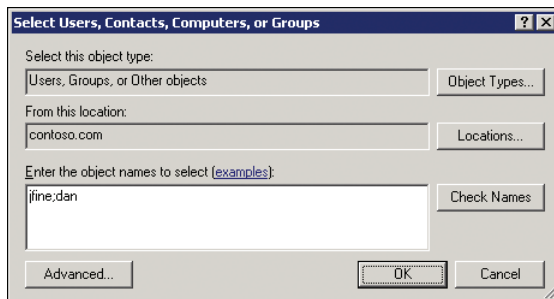 Select Users, Contacts, Computers, or Groups
Select this object type:
Users, Groups, or Other objects
Object Types...
From this location:
contoso.com
Locations...
Enter the object names to select (examples):
jfine;dan
Check Names
Advanced...
OK
Cancel